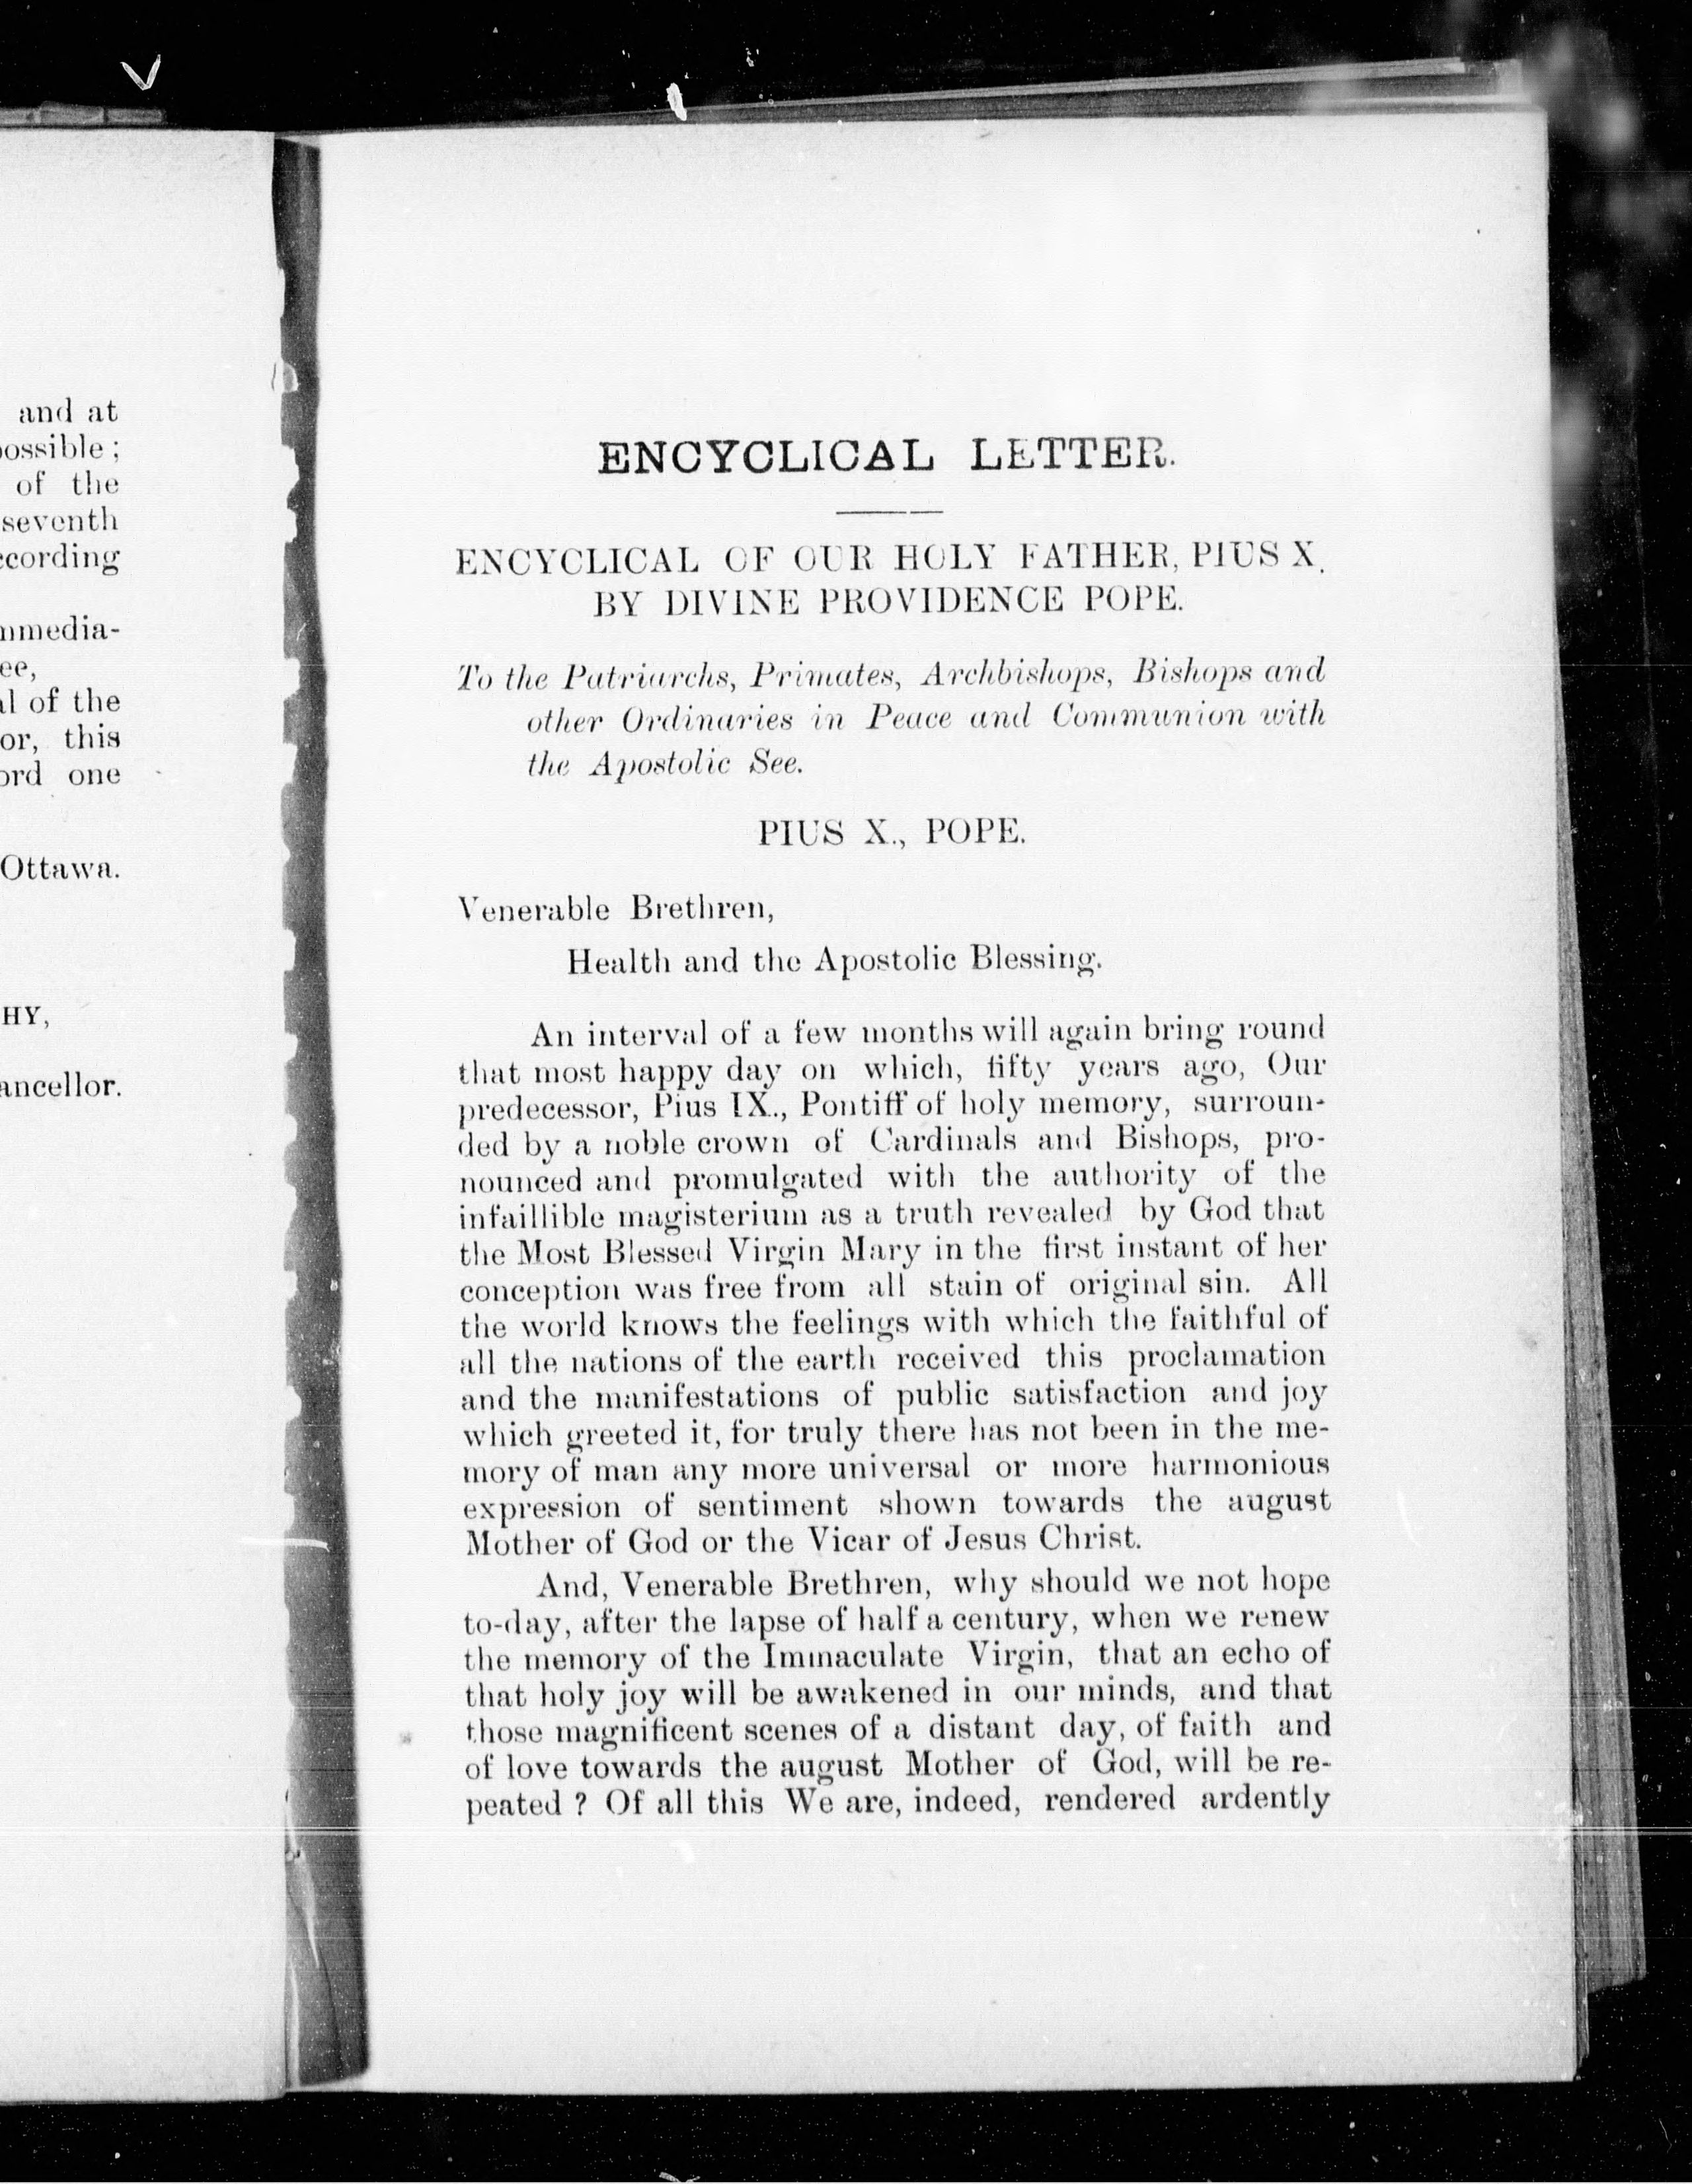 and at
of the
seventh
of the
this
one
Ottawa.
ENCYCLICAL LETTER.
ENCYCLICAL OF OUR HOLY FATHER, PIUS X.
BY DIVINE PROVIDENCE POPE.
To the Patriarchs, Primates, Archbishops, Bishops and
other Ordinaries in Peace and Communion with
the Apostolic See.
PIUS X., POPE.
Venerable Brethren,
Health and the Apostolic Blessing.
An interval of a few months will again bring round
that most happy day on which, fifty years ago, Our
predecessor, Pius IX., Pontiff of holy memory, surroun-
ded by a noble crown of Cardinals and Bishops, pro-
nounced and promulgated with the authority of the
infaillible magisterium as a truth revealed by God that
the Most Blessed Virgin Mary in the first instant of her
conception was free from all stain of original sin. All
the world knows the feelings with which the faithful of
all the nations of the earth received this proclamation
and the manifestations of public satisfaction and joy
which greeted it, for truly there has not been in the me-
mory of man any more universal or more harmonious
expression of sentiment shown towards the august
Mother of God or the Vicar of Jesus Christ.
And, Venerable Brethren, why should we not hope
to-day, after the lapse of half a century, when we renew
the memory of the Immaculate Virgin, that an echo of
that holy joy will be awakened in our minds, and that
those magnificent scenes of a distant day, of faith and
of love towards the august Mother of God, will be re-
peated ? Of all this We are, indeed, rendered ardently